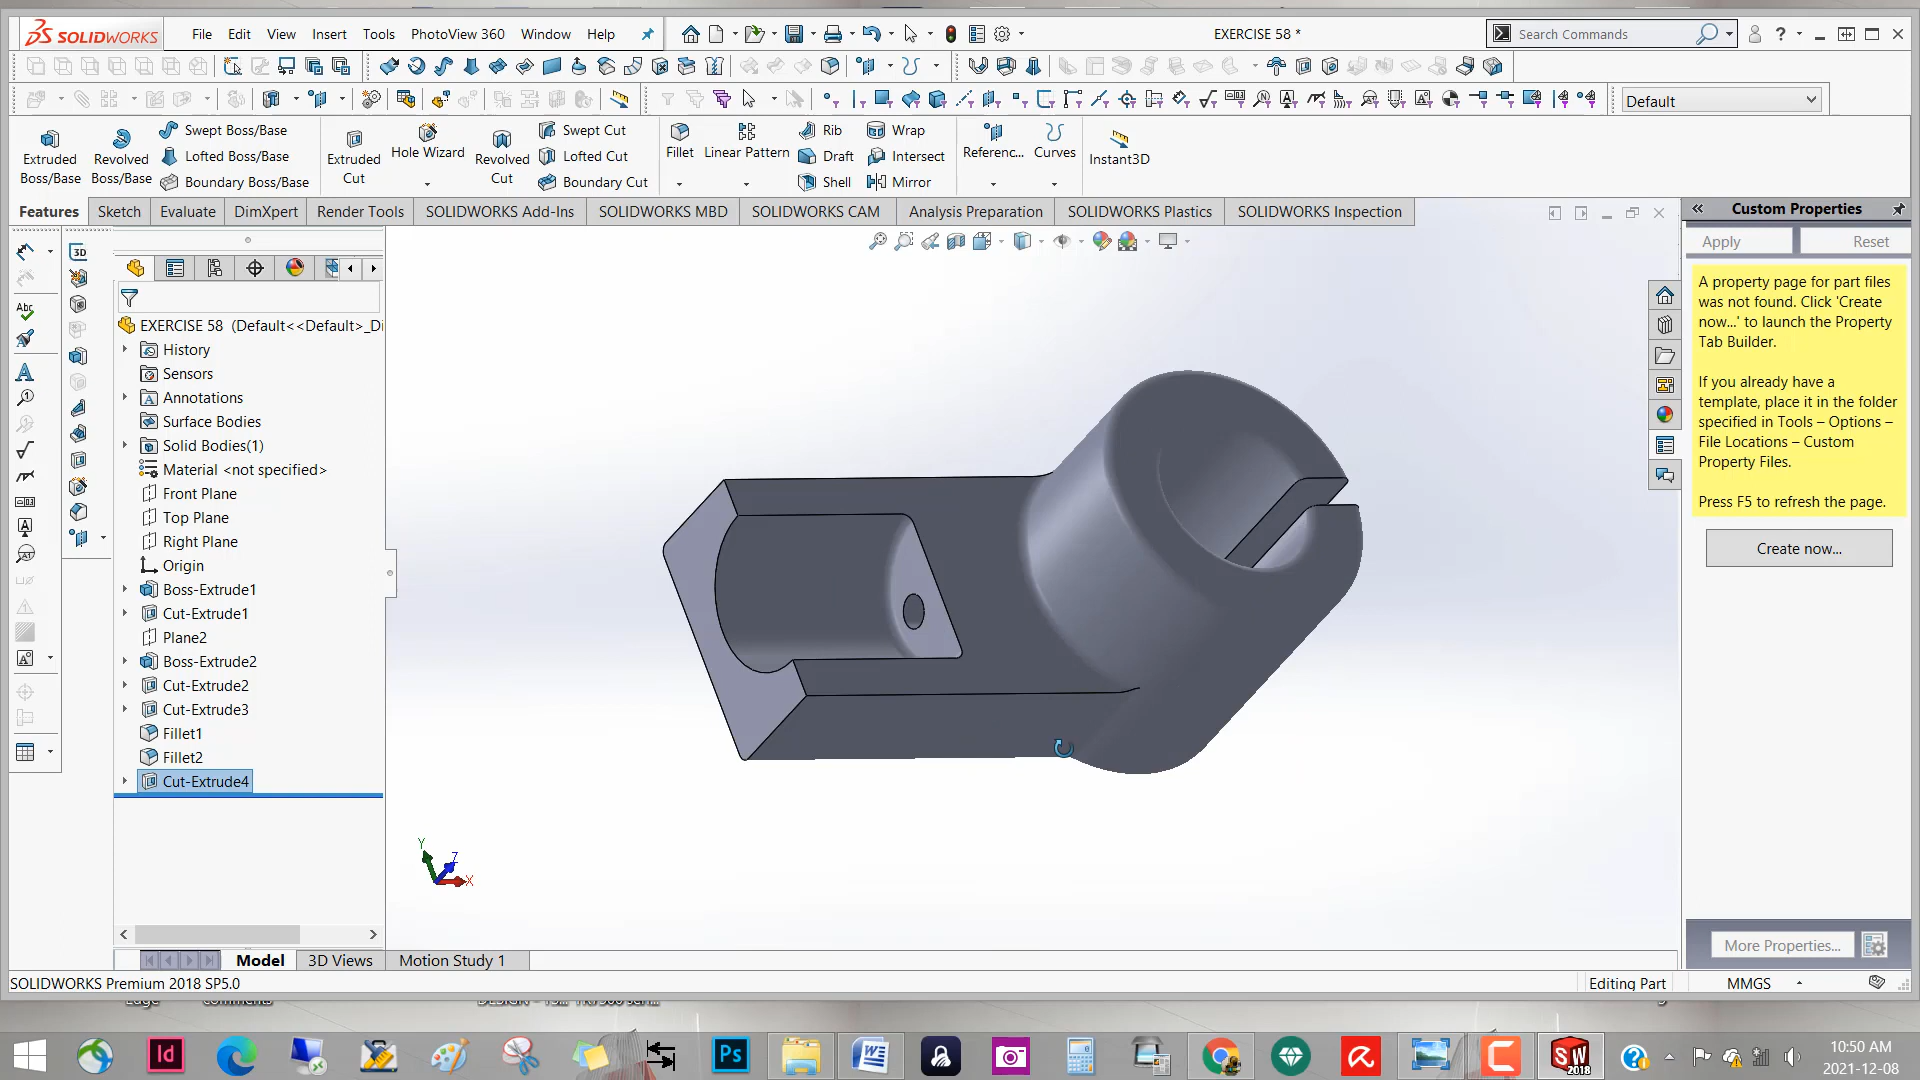 SOLIDWORKS
File Edit View Insert Tools PhotoView 360 Window Help
EXERCISE 58 *
Search Commands
Default
Extruded Boss/Base
Revolved Boss/Base
Swept Boss/Base
Lofted Boss/Base
Boundary Boss/Base
Extruded Cut
Hole Wizard
Revolved Cut
Swept Cut
Lofted Cut
Boundary Cut
Fillet
Linear Pattern
Rib
Draft
Shell
Wrap
Intersect
Mirror
Referenc...
Curves
Instant3D
Features Sketch Evaluate DimXpert Render Tools SOLIDWORKS Add-Ins SOLIDWORKS MBD SOLIDWORKS CAM Analysis Preparation SOLIDWORKS Plastics SOLIDWORKS Inspection
EXERCISE 58 (Default<<Default>_Di
History
Sensors
Annotations
Surface Bodies
Solid Bodies(1)
Material <not specified>
Front Plane
Top Plane
Right Plane
Origin
Boss-Extrude1
Cut-Extrude1
Plane2
Boss-Extrude2
Cut-Extrude2
Cut-Extrude3
Fillet1
Fillet2
Cut-Extrude4
Y
Z
X
Custom Properties
Apply Reset
A property page for part files
was not found. Click 'Create
now...' to launch the Property
Tab Builder.
If you already have a
template, place it in the folder
specified in Tools – Options –
File Locations – Custom
Property Files.
Press F5 to refresh the page.
Create now...
More Properties...
Model 3D Views Motion Study 1
SOLIDWORKS Premium 2018 SP5.0
Editing Part
MMGS
10:50 AM
2021-12-08